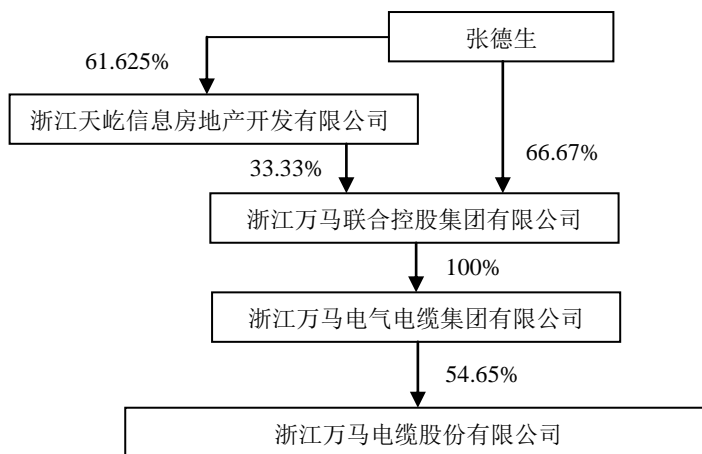 张德生
61.625%
浙江天屹信息房地产开发有限公司
33.33%
66.67%
浙江万马联合控股集团有限公司
100%
浙江万马电气电缆集团有限公司
54.65%
浙江万马电缆股份有限公司